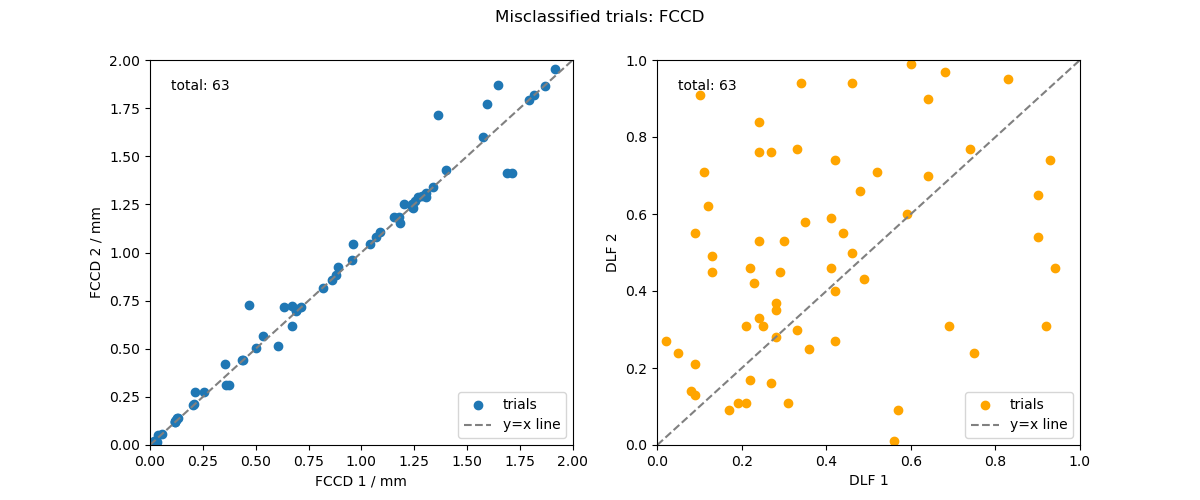 Misclassified trials: FCCD
2.00
1.75
1.50
1.25
1.00
0.75
0.50
0.25
0.00
FCCD 2 / mm
total: 63
trials
y=x line
0.00 0.25 0.50 0.75 1.00 1.25 1.50 1.75 2.00
FCCD 1 / mm
1.0
0.8
0.6
0.4
0.2
0.0
DLF 2
total: 63
trials
y=x line
0.0 0.2 0.4 0.6 0.8 1.0
DLF 1